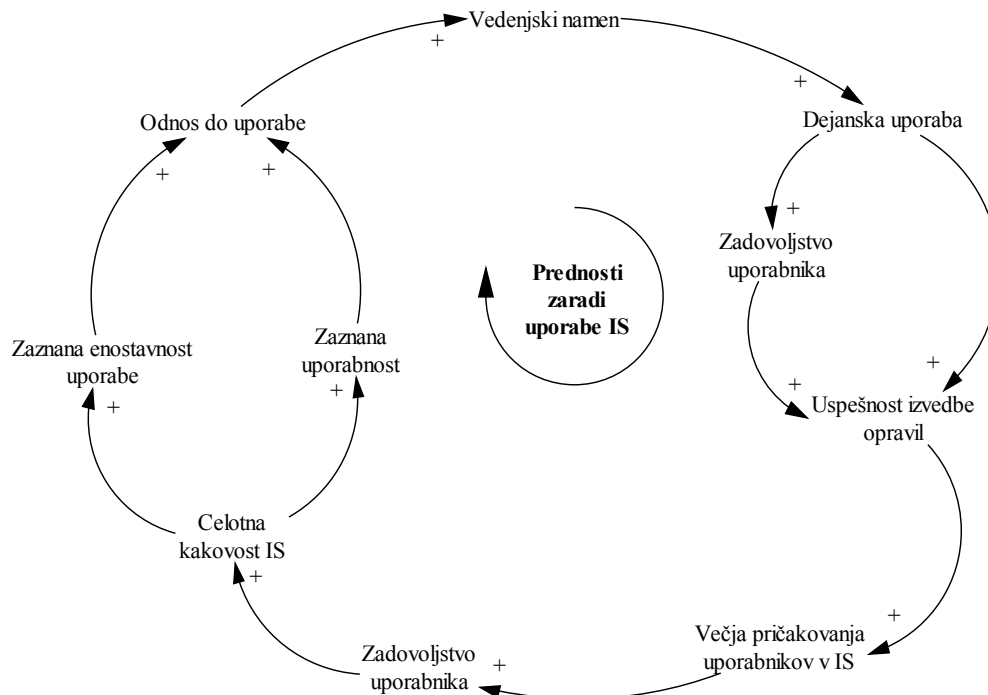 Vedenjski namen
+
+
Odnos do uporabe
Dejanska uporaba
+
+
+
Zadovoljstvo
uporabnika
Prednosti
zaradi
uporabe IS
Zaznana enostavnost
uporabe
Zaznana
uporabnost
+
+
+
+
Uspešnost izvedbe
opravil
Celotna
kakovost IS
+
+
Večja pričakovanja
uporabnikov v IS
Zadovoljstvo
uporabnika
+